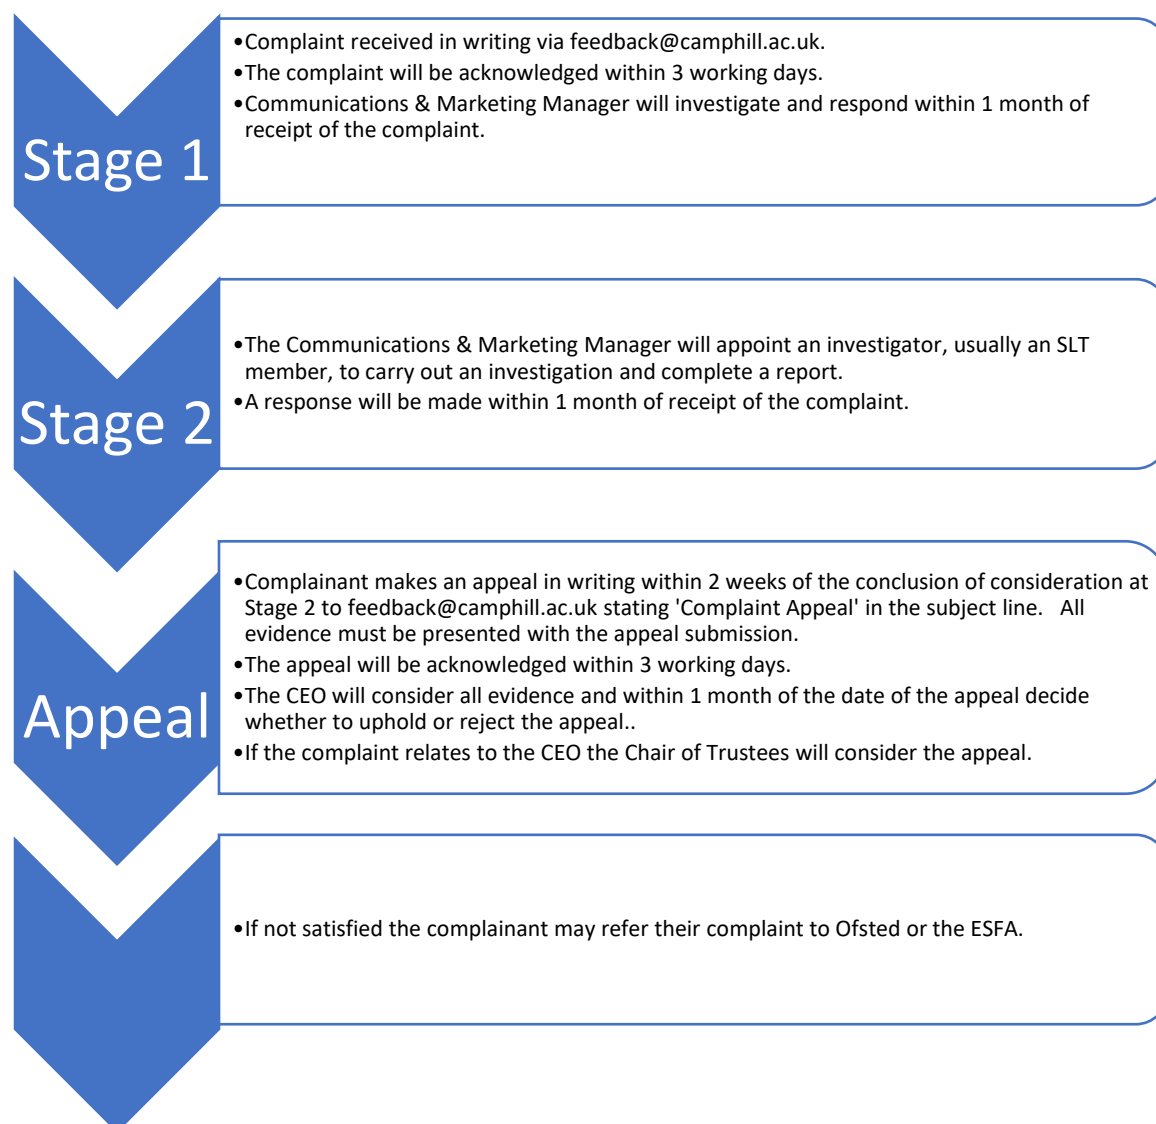 Stage 1
•Complaint received in writing via feedback@camphill.ac.uk.
•The complaint will be acknowledged within 3 working days.
•Communications & Marketing Manager will investigate and respond within 1 month of
receipt of the complaint.
Stage 2
•The Communications & Marketing Manager will appoint an investigator, usually an SLT
member, to carry out an investigation and complete a report.
•A response will be made within 1 month of receipt of the complaint.
Appeal
•Complainant makes an appeal in writing within 2 weeks of the conclusion of consideration at
Stage 2 to feedback@camphill.ac.uk stating 'Complaint Appeal' in the subject line.   All
evidence must be presented with the appeal submission.
•The appeal will be acknowledged within 3 working days.
•The CEO will consider all evidence and within 1 month of the date of the appeal decide
whether to uphold or reject the appeal..
•If the complaint relates to the CEO the Chair of Trustees will consider the appeal.
•If not satisfied the complainant may refer their complaint to Ofsted or the ESFA.